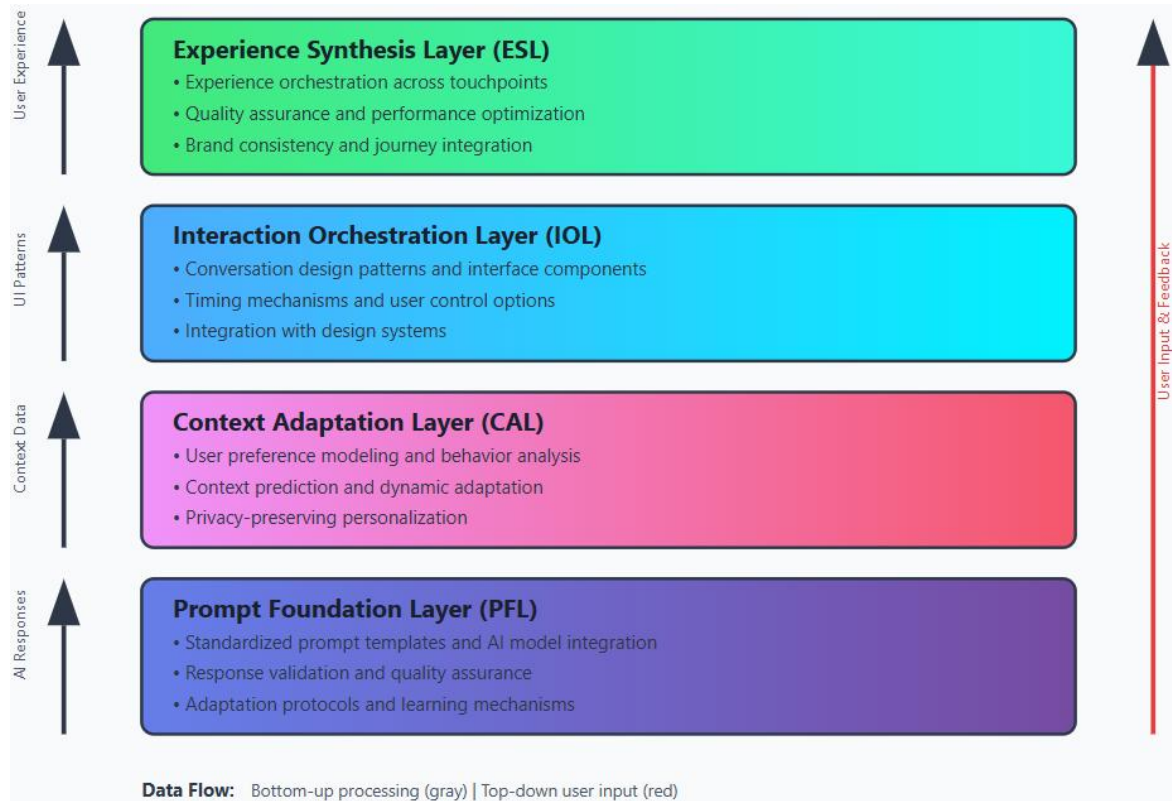 User Experience
Experience Synthesis Layer (ESL)
• Experience orchestration across touchpoints
• Quality assurance and performance optimization
• Brand consistency and journey integration
UI Patterns
Interaction Orchestration Layer (IOL)
• Conversation design patterns and interface components
• Timing mechanisms and user control options
• Integration with design systems
User Input & Feedback
Context Data
Context Adaptation Layer (CAL)
• User preference modeling and behavior analysis
• Context prediction and dynamic adaptation
• Privacy-preserving personalization
AI Responses
Prompt Foundation Layer (PFL)
• Standardized prompt templates and AI model integration
• Response validation and quality assurance
• Adaptation protocols and learning mechanisms
Data Flow: Bottom-up processing (gray) | Top-down user input (red)